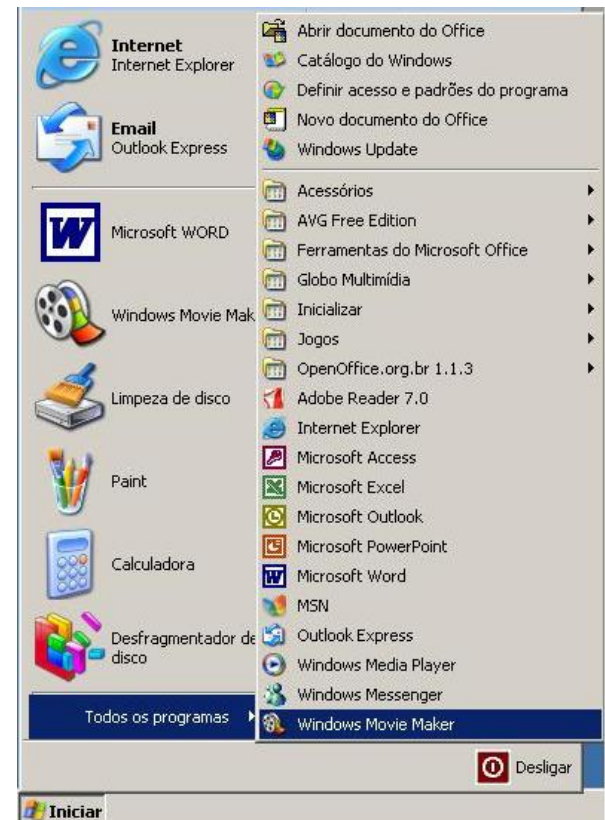 Internet
Internet Explorer
Email
Outlook Express
Microsoft WORD
Windows Movie Mak
Limpeza de disco
Paint
Calculadora
Desfragmentador de
disco
Todos os programas
Abrir documento do Office
Catálogo do Windows
Definir acesso e padrões do programa
Novo documento do Office
Windows Update
Acessórios
AVG Free Edition
Ferramentas do Microsoft Office
Globo Multimídia
Inicializar
Jogos
OpenOffice.org.br 1.1.3
Adobe Reader 7.0
Internet Explorer
Microsoft Access
Microsoft Excel
Microsoft Outlook
Microsoft PowerPoint
Microsoft Word
MSN
Outlook Express
Windows Media Player
Windows Messenger
Windows Movie Maker
Desligar
Iniciar